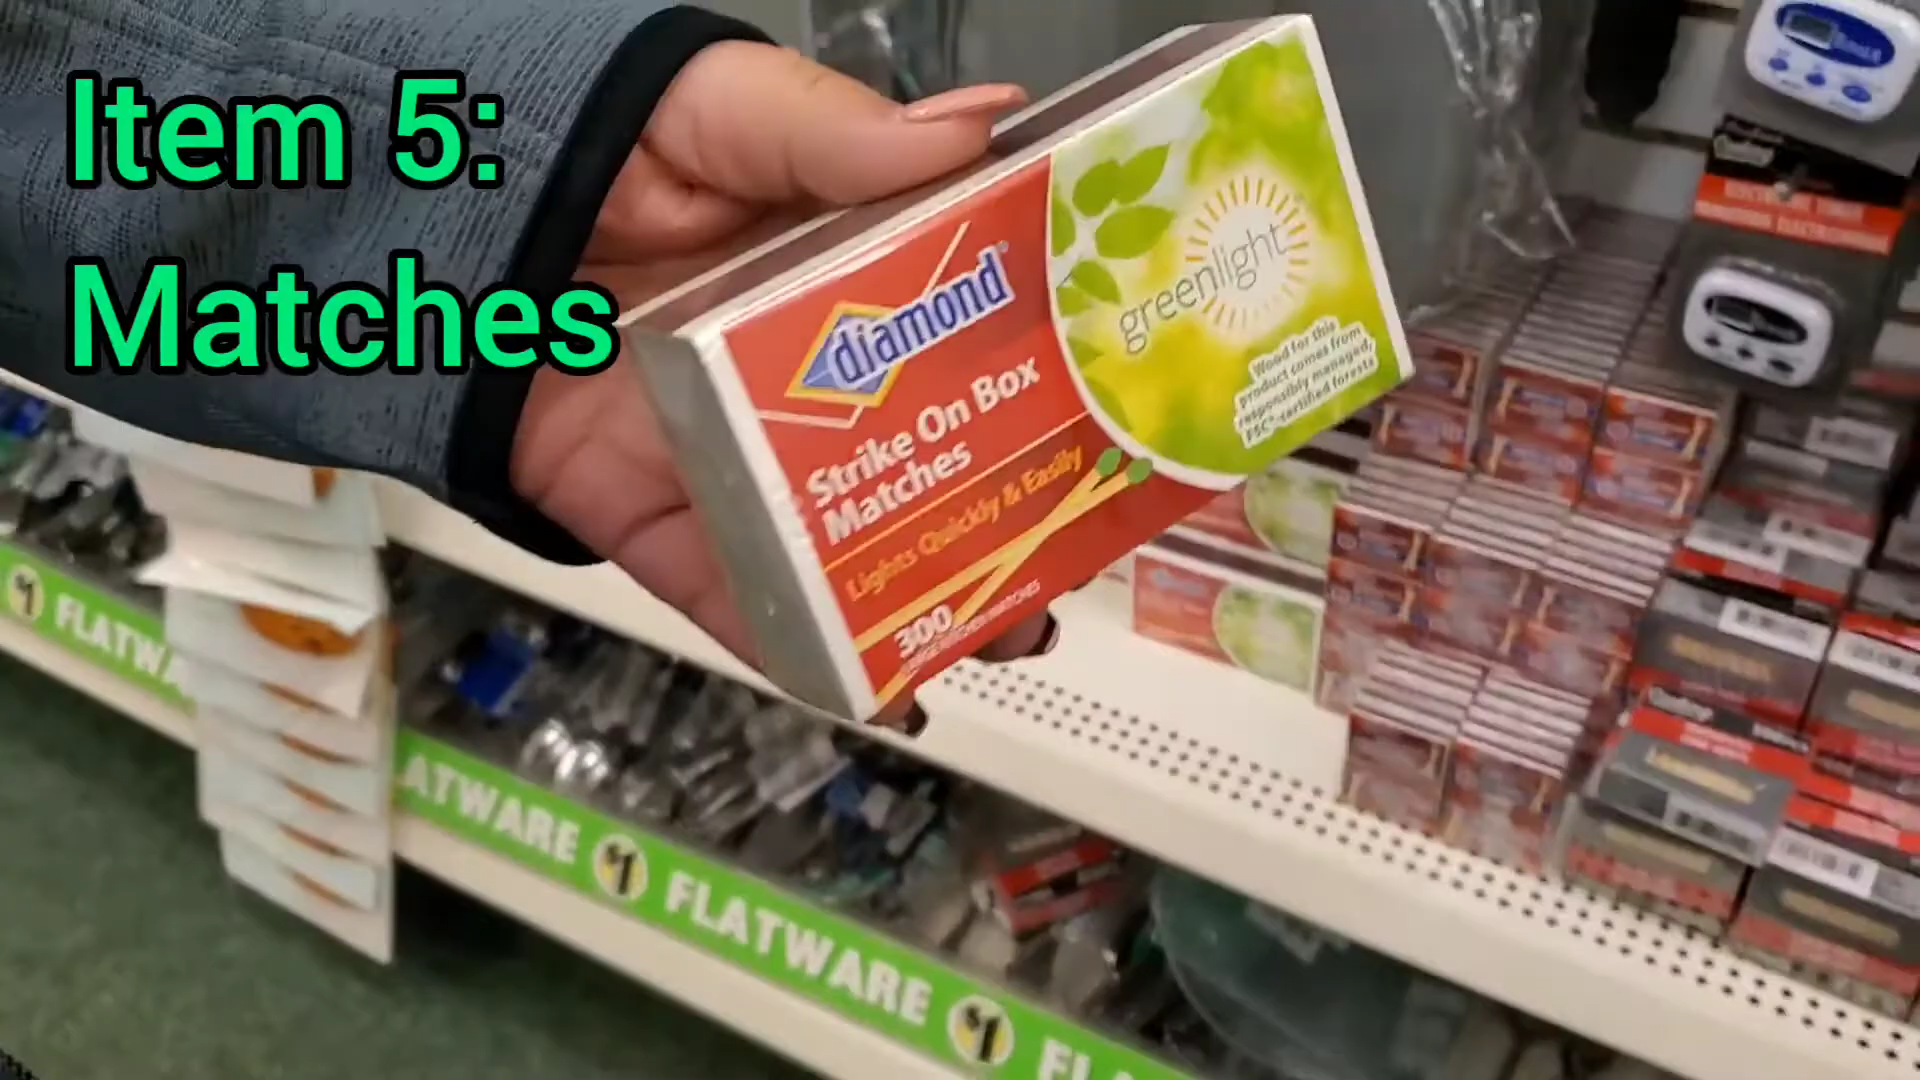 Item 5:
Matches
diamond
Strike On Box
Matches
Lights Quickly & Easily
300
greenlight
Wood for this
product comes from
responsibly managed,
FSC®-certified forests
$1 FLATWA
ATWARE $1 FLATWARE $1 FL